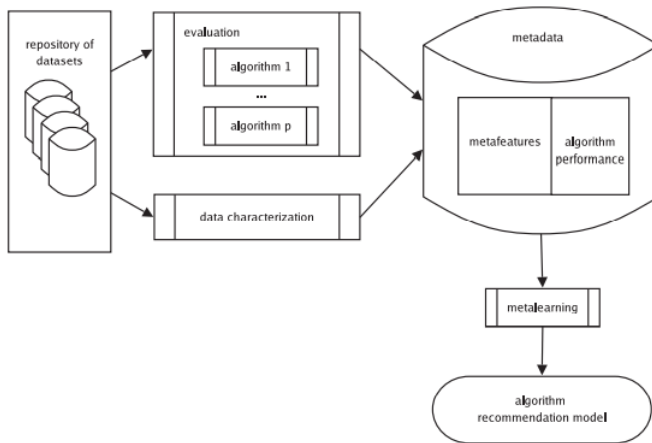 repository of
datasets
evaluation
algorithm 1
...
algorithm p
data characterization
metadata
metafeatures
algorithm
performance
metalearning
algorithm
recommendation model